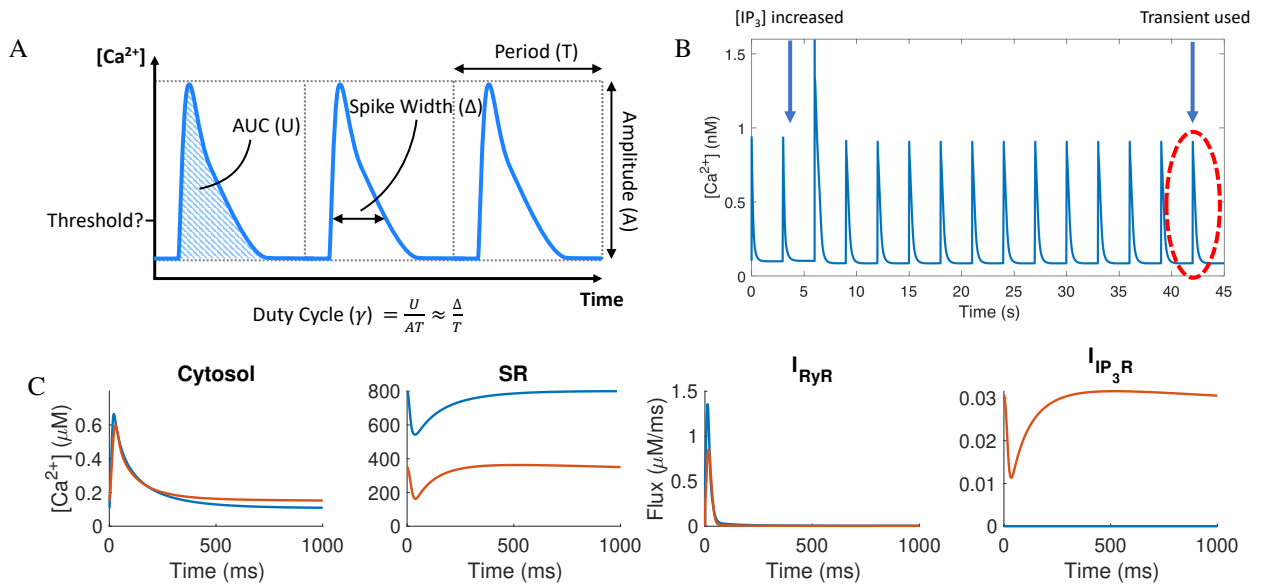 A
[Ca²⁺]
Period (T)
Spike Width (Δ)
AUC (U)
Amplitude (A)
Threshold?
Time
Duty Cycle (γ) = U/AT ≈ Δ/T
[IP₃] increased
Transient used
B
[Ca²⁺] (nM)
1.5
1
0.5
0
0 5 10 15 20 25 30 35 40 45
Time (s)
C
Cytosol
[Ca²⁺] (μM)
0.6
0.4
0.2
0
0 500 1000
Time (ms)
SR
800
600
400
200
0
0 500 1000
Time (ms)
I_RyR
Flux (μM/ms)
1.5
1
0.5
0
0 500 1000
Time (ms)
I_IP₃R
0.03
0.02
0.01
0
0 500 1000
Time (ms)